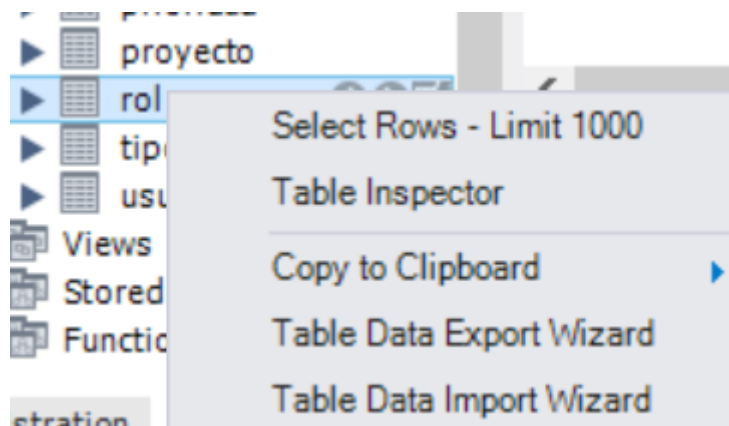 proyecto
rol
Select Rows - Limit 1000
Table Inspector
Views
Stored
Copy to Clipboard
Table Data Export Wizard
Table Data Import Wizard